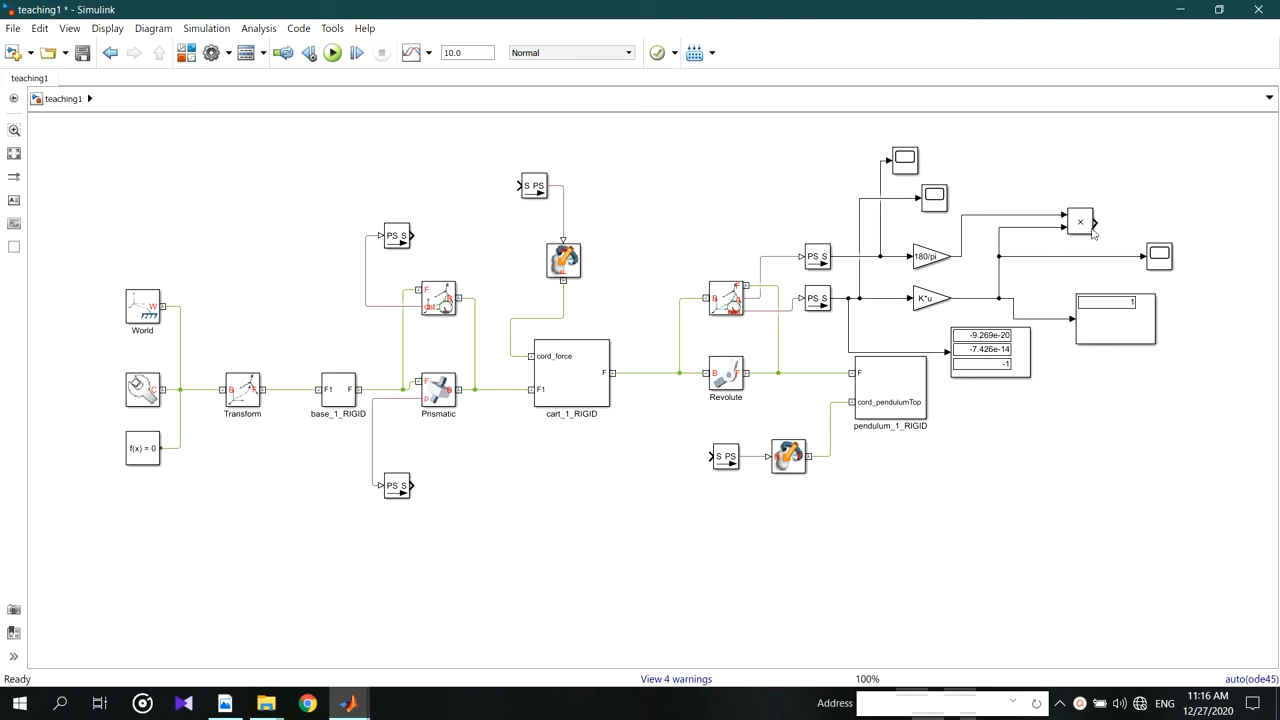 teaching1 * - Simulink
File Edit View Display Diagram Simulation Analysis Code Tools Help
10.0 Normal
teaching1
teaching1
S PS
PS S
PS S
180/pi
×
PS S
K*u
1
-9.269e-20
-7.426e-14
-1
World
W
B F
F
B
cord_force
F
F1
cart_1_RIGID
C
B F
Transform
F1 F
base_1_RIGID
F
p
B
Prismatic
B F
Revolute
F
cord_pendulumTop
pendulum_1_RIGID
f(x) = 0
S PS
PS S
Ready View 4 warnings 100% auto(ode45)
Address ENG 11:16 AM
12/27/2020